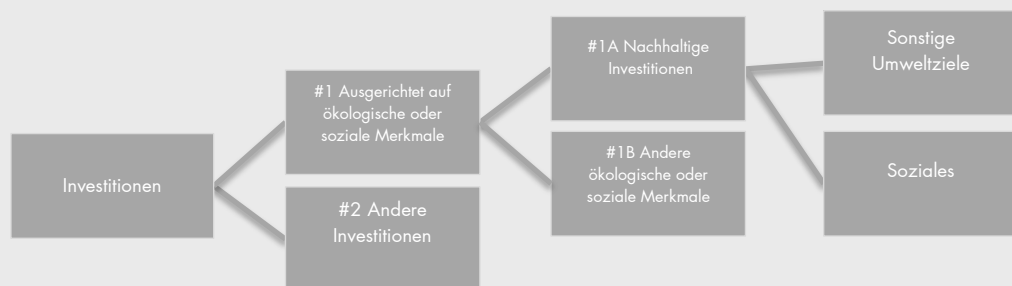 Investitionen
#1 Ausgerichtet auf
ökologische oder
soziale Merkmale
#2 Andere
Investitionen
#1A Nachhaltige
Investitionen
#1B Andere
ökologische oder
soziale Merkmale
Sonstige
Umweltziele
Soziales